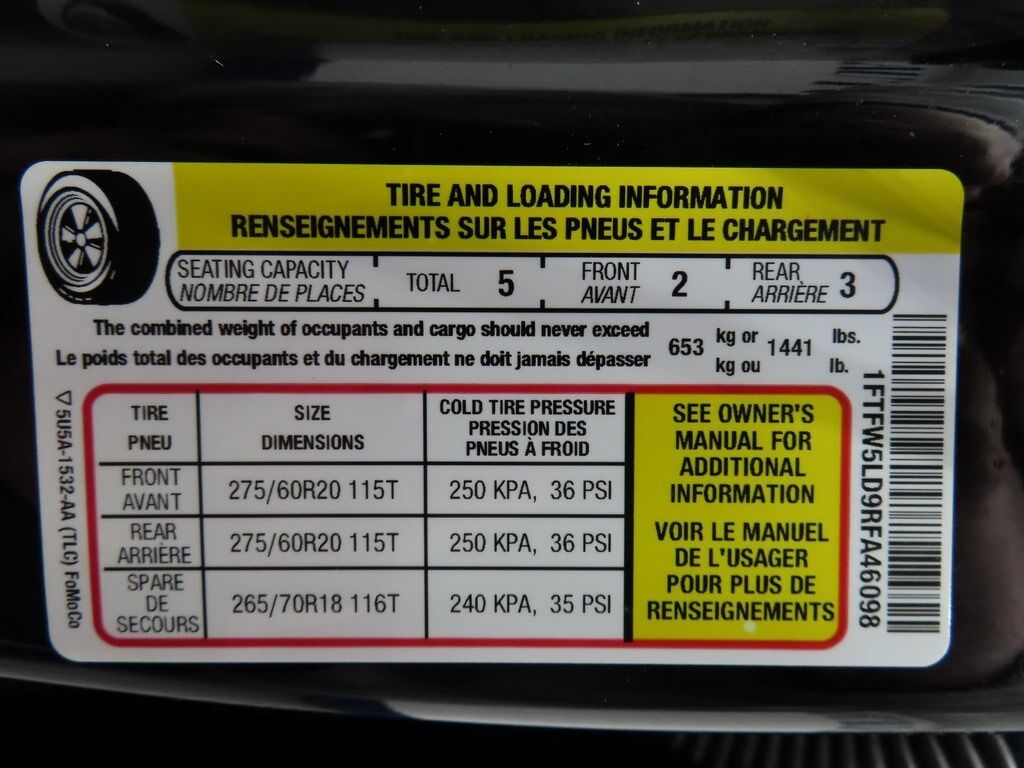 TIRE AND LOADING INFORMATION
RENSEIGNEMENTS SUR LES PNEUS ET LE CHARGEMENT
SEATING CAPACITY TOTAL 5 FRONT 2 REAR 3
NOMBRE DE PLACES AVANT ARRIÈRE
The combined weight of occupants and cargo should never exceed 653 kg or 1441 lbs.
Le poids total des occupants et du chargement ne doit jamais dépasser kg ou lb.
TIRE SIZE COLD TIRE PRESSURE
PNEU DIMENSIONS PRESSION DES
PNEUS À FROID
FRONT
AVANT 275/60R20 115T 250 KPA, 36 PSI
REAR
ARRIÈRE 275/60R20 115T 250 KPA, 36 PSI
SPARE
DE
SECOURS 265/70R18 116T 240 KPA, 35 PSI
SEE OWNER'S
MANUAL FOR
ADDITIONAL
INFORMATION
VOIR LE MANUEL
DE L'USAGER
POUR PLUS DE
RENSEIGNEMENTS
1FTFW5LD9RFA46098
5U5A-1532-AA (TLC) FoMoCo